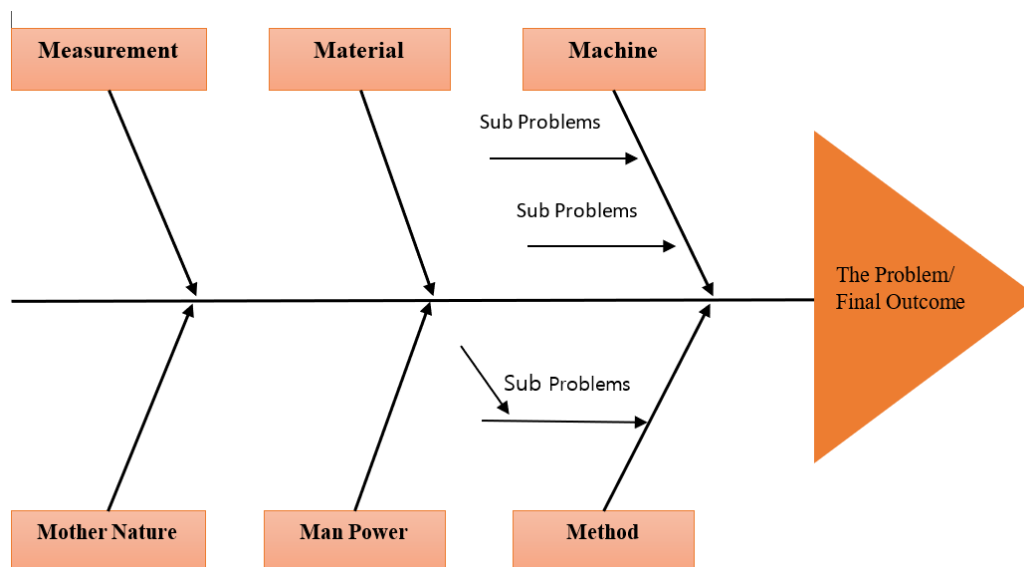 Measurement
Material
Machine
Sub Problems
Sub Problems
The Problem/
Final Outcome
Sub Problems
Mother Nature
Man Power
Method